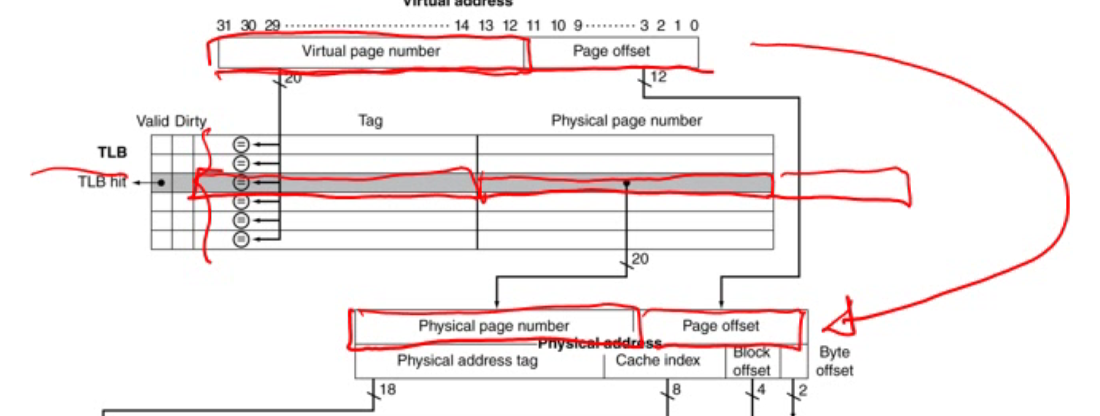 Virtual address
31 30 29 ·································· 14 13 12 11 10 9 ········· 3 2 1 0
Virtual page number Page offset
20 12
Valid Dirty Tag Physical page number
TLB
TLB hit
=
=
=
=
=
=
20
Physical page number Page offset
Physical address
Physical address tag Cache index Block offset Byte offset
18 8 4 2